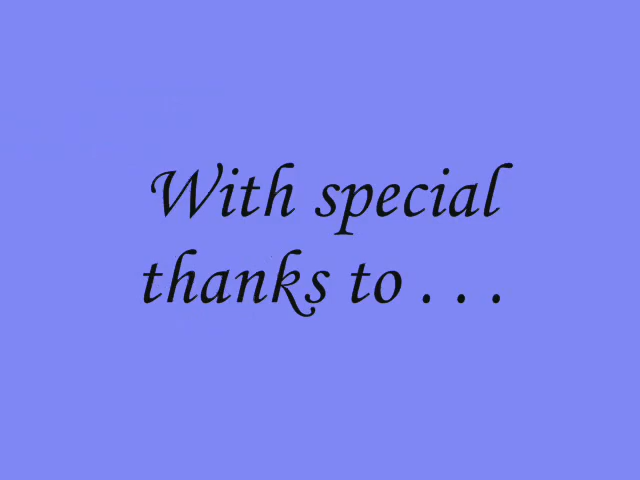 With special
thanks to . . .